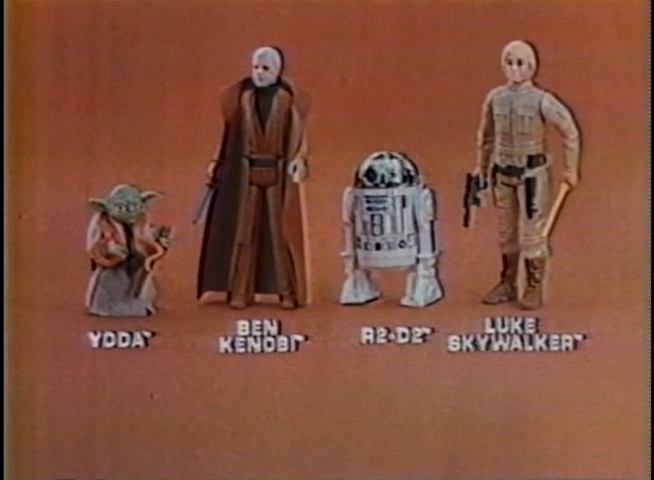 YODA™
BEN
KENOBI™
R2-D2™
LUKE
SKYWALKER™